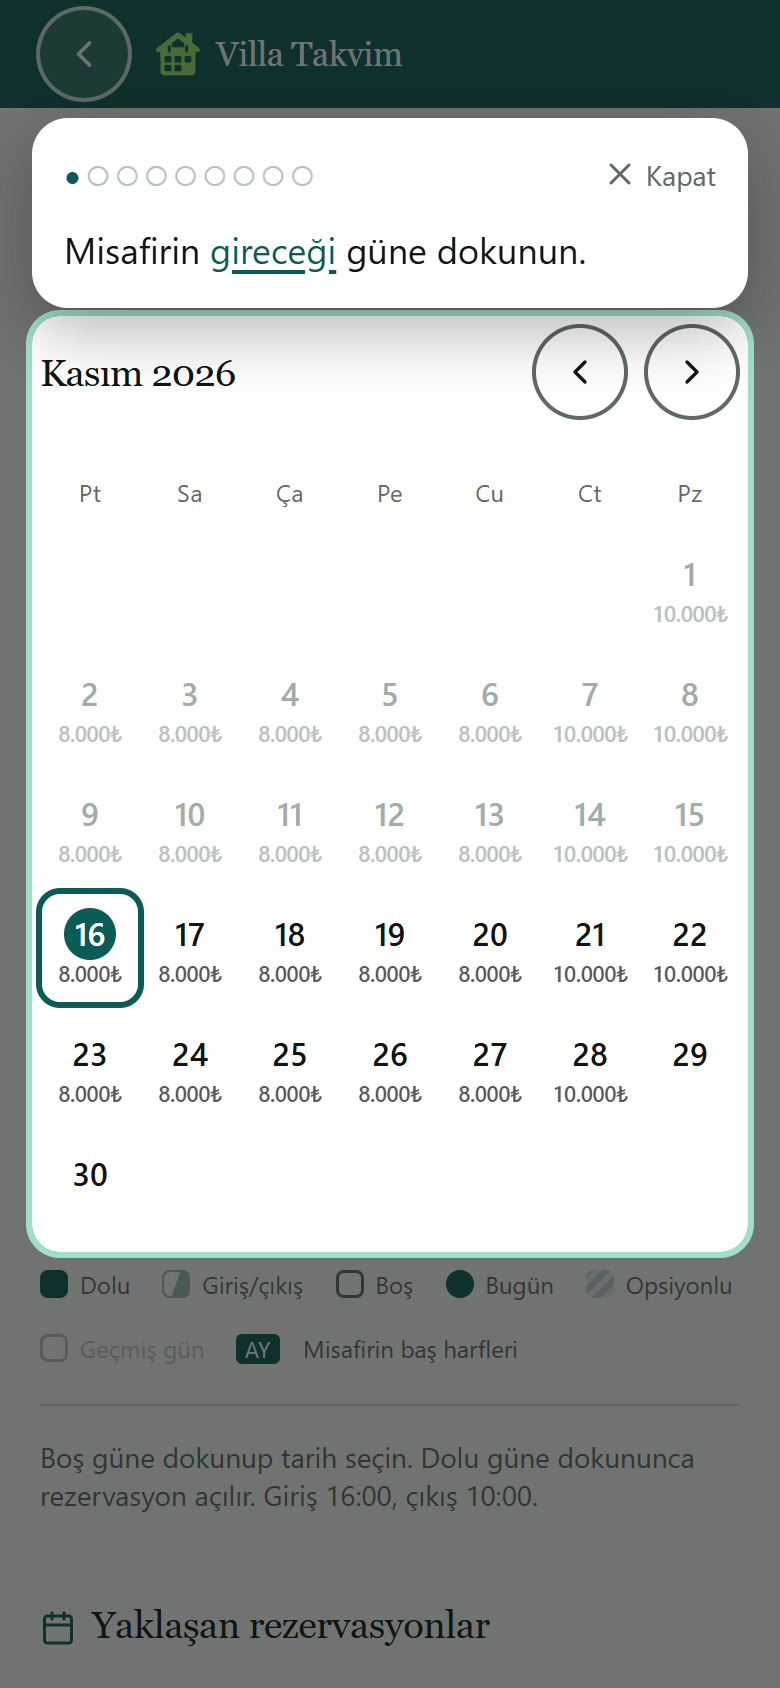 Villa Takvim
Kapat
Misafirin gireceği güne dokunun.
Kasım 2026
Pt Sa Ça Pe Cu Ct Pz
1
10.000₺
2 3 4 5 6 7 8
8.000₺ 8.000₺ 8.000₺ 8.000₺ 8.000₺ 10.000₺ 10.000₺
9 10 11 12 13 14 15
8.000₺ 8.000₺ 8.000₺ 8.000₺ 8.000₺ 10.000₺ 10.000₺
16 17 18 19 20 21 22
8.000₺ 8.000₺ 8.000₺ 8.000₺ 8.000₺ 10.000₺ 10.000₺
23 24 25 26 27 28 29
8.000₺ 8.000₺ 8.000₺ 8.000₺ 8.000₺ 10.000₺
30
Dolu Giriş/çıkış Boş Bugün Opsiyonlu
Geçmiş gün AY Misafirin baş harfleri
Boş güne dokunup tarih seçin. Dolu güne dokununca
rezervasyon açılır. Giriş 16:00, çıkış 10:00.
Yaklaşan rezervasyonlar